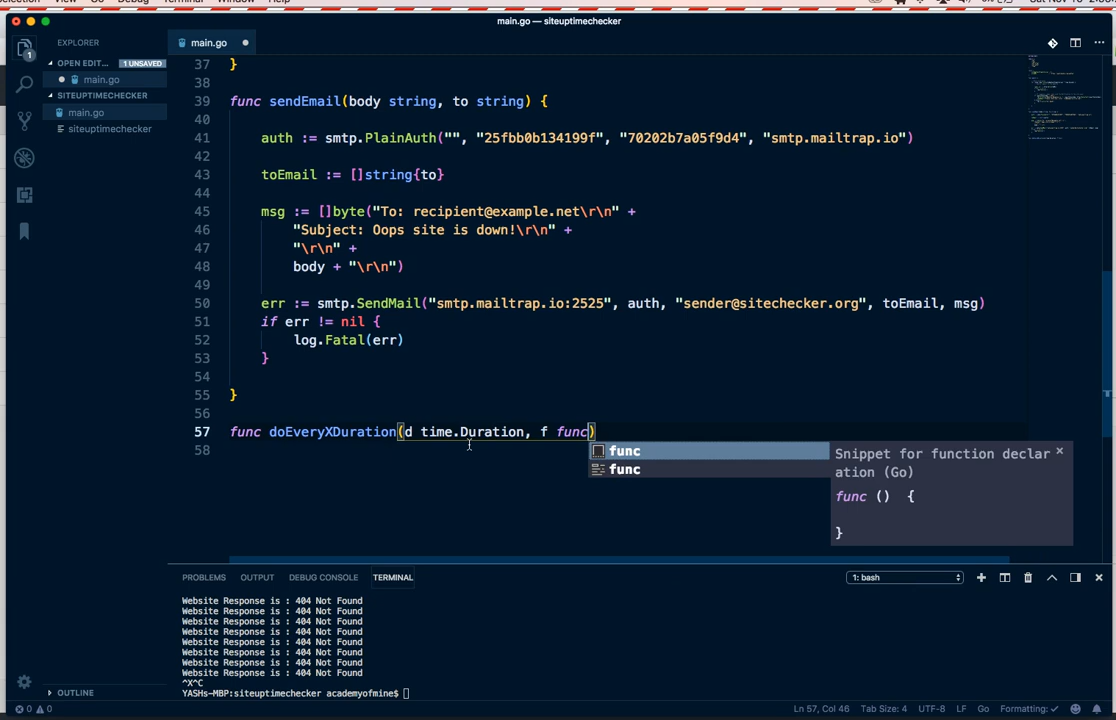 main.go — siteuptimechecker
EXPLORER
OPEN EDIT... 1 UNSAVED
main.go
SITEUPTIMECHECKER
main.go
siteuptimechecker
OUTLINE
1
main.go
37 }
38
39 func sendEmail(body string, to string) {
40
41 auth := smtp.PlainAuth("", "25fbb0b134199f", "70202b7a05f9d4", "smtp.mailtrap.io")
42
43 toEmail := []string{to}
44
45 msg := []byte("To: recipient@example.net\r\n" +
46 "Subject: Oops site is down!\r\n" +
47 "\r\n" +
48 body + "\r\n")
49
50 err := smtp.SendMail("smtp.mailtrap.io:2525", auth, "sender@sitechecker.org", toEmail, msg)
51 if err != nil {
52 log.Fatal(err)
53 }
54
55 }
56
57 func doEveryXDuration(d time.Duration, f func)
58
func
func
Snippet for function declar
ation (Go)
func () {
}
PROBLEMS OUTPUT DEBUG CONSOLE TERMINAL 1: bash
Website Response is : 404 Not Found
Website Response is : 404 Not Found
Website Response is : 404 Not Found
Website Response is : 404 Not Found
Website Response is : 404 Not Found
Website Response is : 404 Not Found
Website Response is : 404 Not Found
Website Response is : 404 Not Found
^X^C
YASHs-MBP:siteuptimechecker academyofmine$
0 0 Ln 57, Col 46 Tab Size: 4 UTF-8 LF Go Formatting: ✓